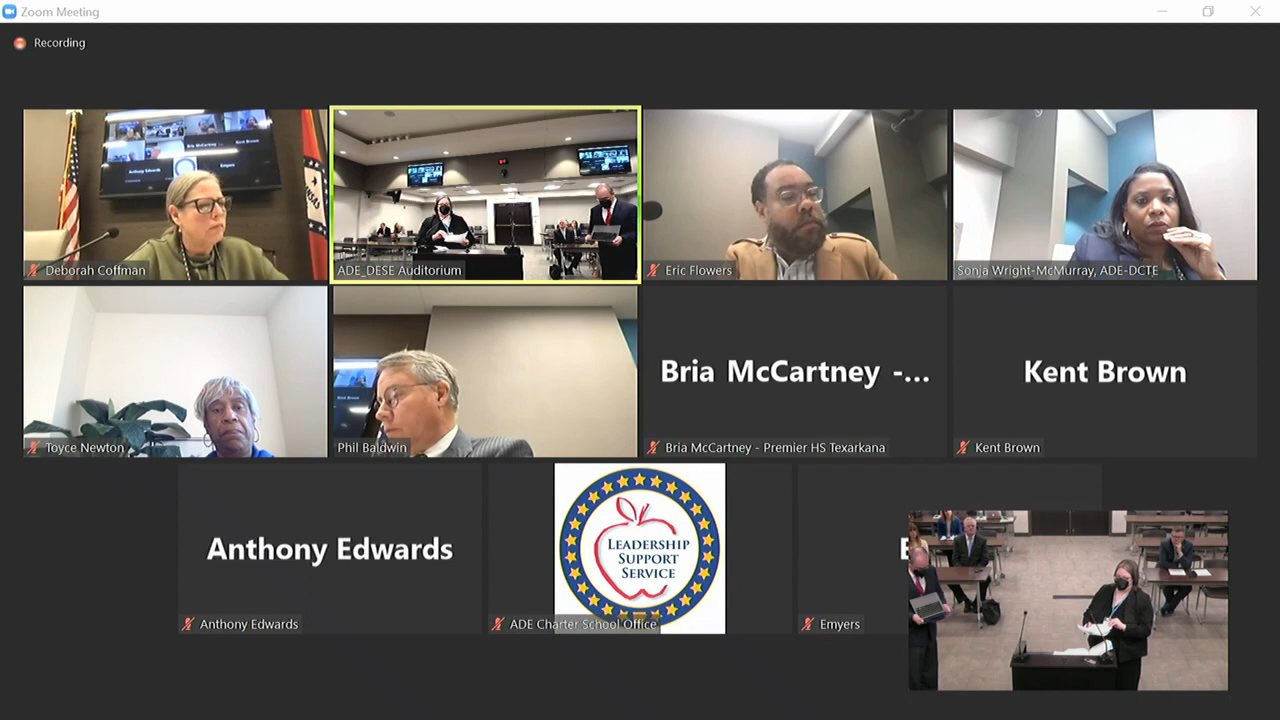 Zoom Meeting
Recording
Deborah Coffman
ADE_DESE Auditorium
Eric Flowers
Sonja Wright-McMurray, ADE-DCTE
Toyce Newton
Phil Baldwin
Bria McCartney -...
Bria McCartney - Premier HS Texarkana
Kent Brown
Kent Brown
Anthony Edwards
Anthony Edwards
LEADERSHIP
SUPPORT
SERVICE
ADE Charter School Office
Emyers